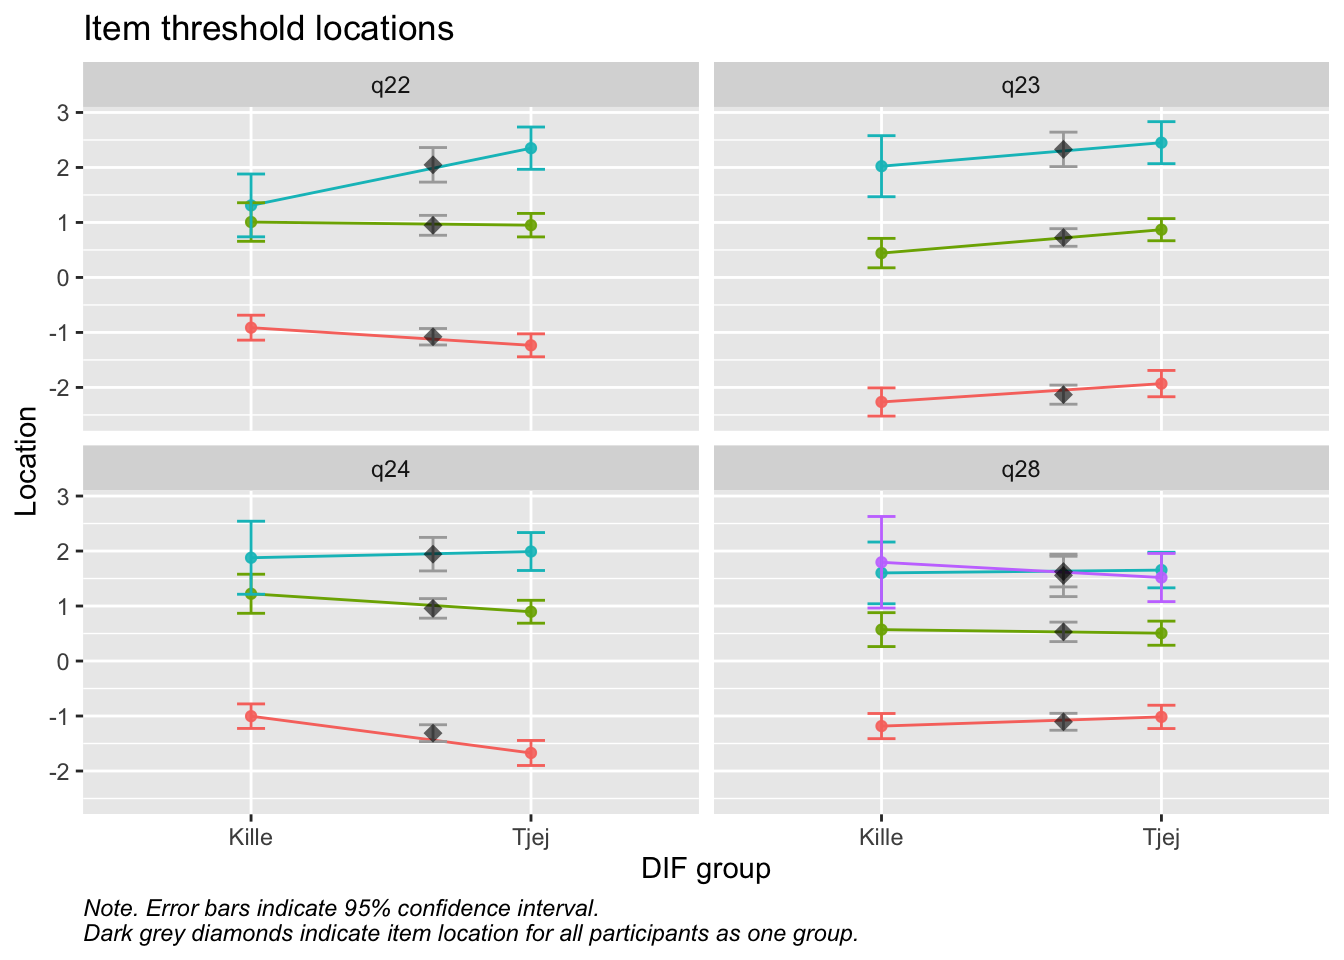 Item threshold locations
q22
q23
3
2
1
0
-1
-2
q24
q28
3
2
1
0
-1
-2
Location
Kille
Tjej
Kille
Tjej
DIF group
Note. Error bars indicate 95% confidence interval.
Dark grey diamonds indicate item location for all participants as one group.